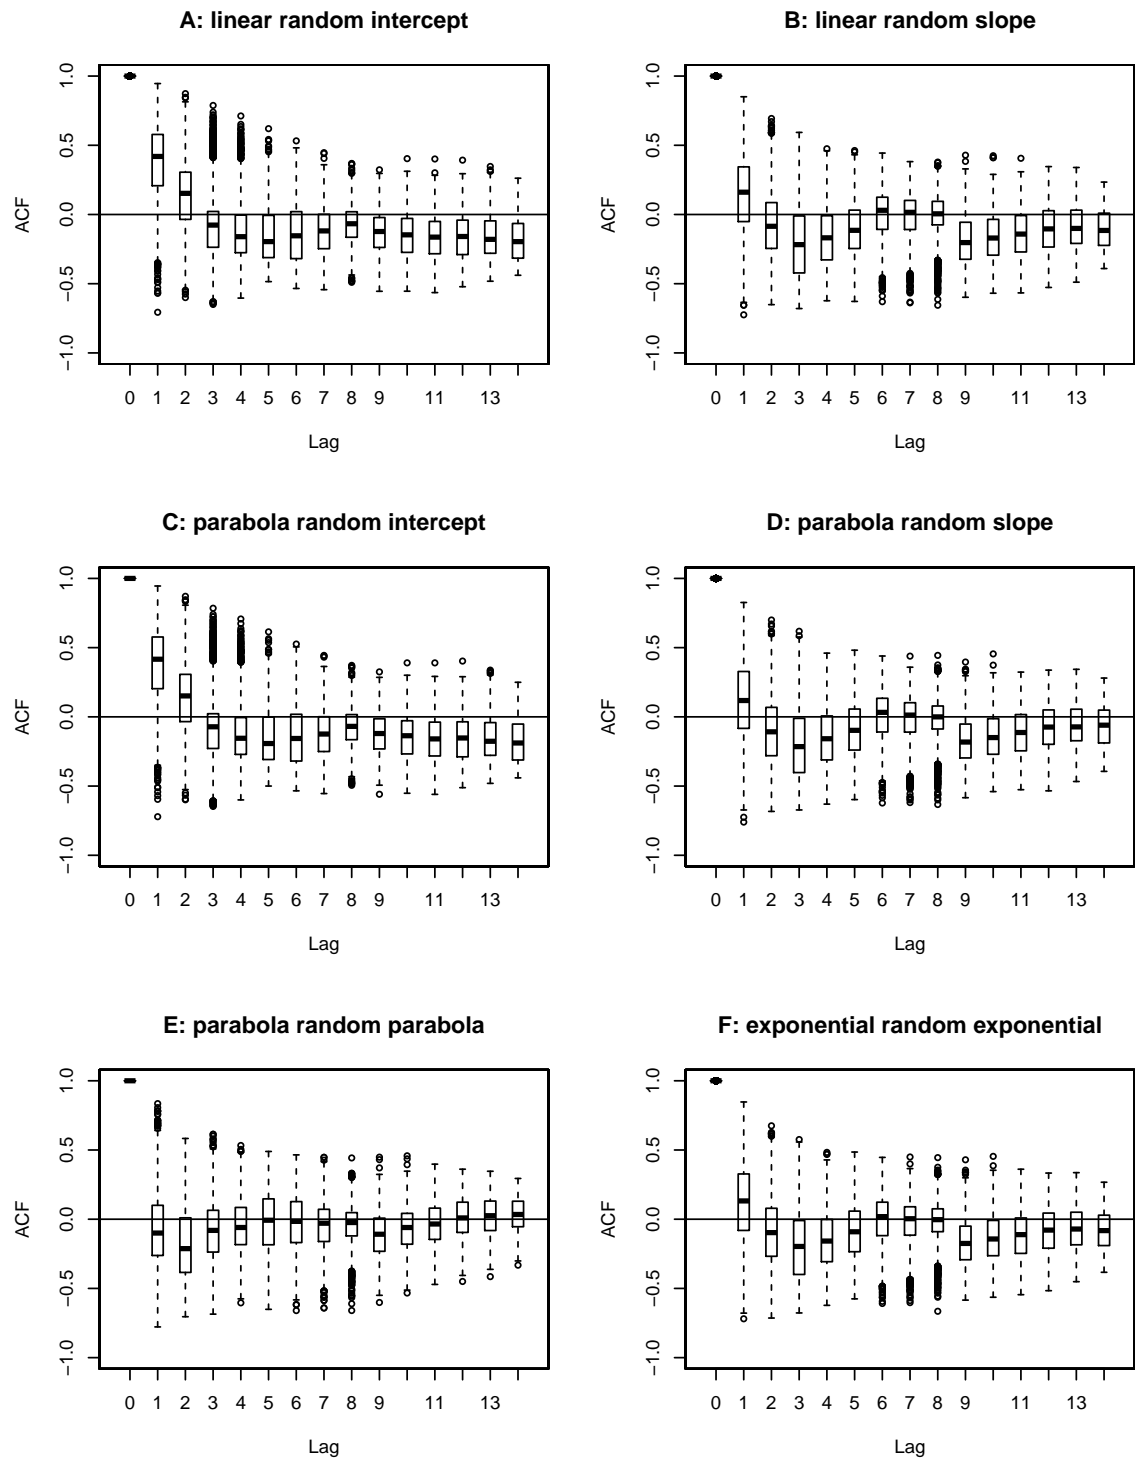 A: linear random intercept
ACF
1.0
0.5
0.0
−0.5
−1.0
0 1 2 3 4 5 6 7 8 9 11 13
Lag
B: linear random slope
ACF
1.0
0.5
0.0
−0.5
−1.0
0 1 2 3 4 5 6 7 8 9 11 13
Lag
C: parabola random intercept
ACF
1.0
0.5
0.0
−0.5
−1.0
0 1 2 3 4 5 6 7 8 9 11 13
Lag
D: parabola random slope
ACF
1.0
0.5
0.0
−0.5
−1.0
0 1 2 3 4 5 6 7 8 9 11 13
Lag
E: parabola random parabola
ACF
1.0
0.5
0.0
−0.5
−1.0
0 1 2 3 4 5 6 7 8 9 11 13
Lag
F: exponential random exponential
ACF
1.0
0.5
0.0
−0.5
−1.0
0 1 2 3 4 5 6 7 8 9 11 13
Lag